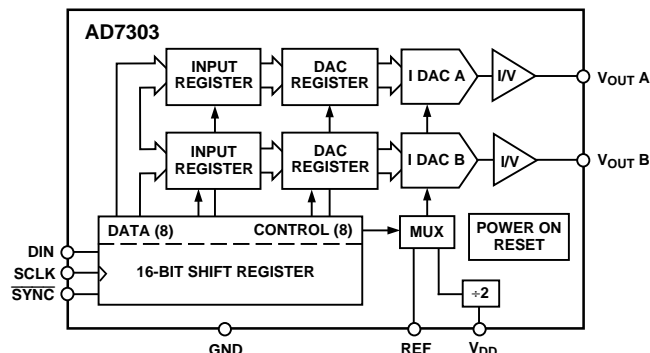 AD7303
INPUT
REGISTER
DAC
REGISTER
I DAC A
I/V
VOUT A
INPUT
REGISTER
DAC
REGISTER
I DAC B
I/V
VOUT B
DATA (8)
CONTROL (8)
MUX
POWER ON
RESET
DIN
SCLK
SYNC
16-BIT SHIFT REGISTER
÷2
GND
REF
VDD